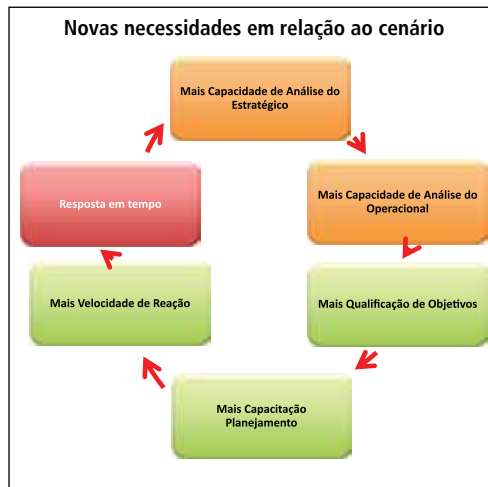 Novas necessidades em relação ao cenário
Mais Capacidade de Análise do
Estratégico
Mais Capacidade de Análise do
Operacional
Mais Qualificação de Objetivos
Mais Capacitação
Planejamento
Mais Velocidade de Reação
Resposta em tempo